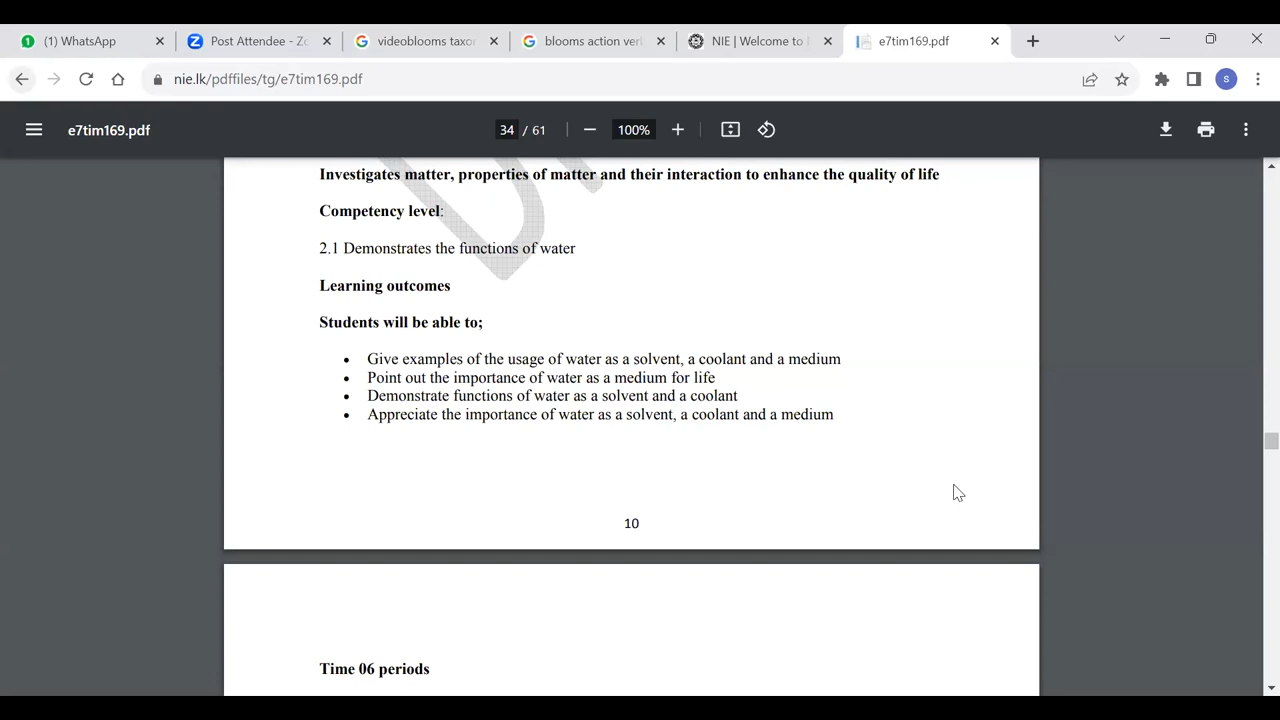 (1) WhatsApp
Post Attendee - Zo
videoblooms taxon
blooms action verb
NIE | Welcome to
e7tim169.pdf
nie.lk/pdffiles/tg/e7tim169.pdf
S
e7tim169.pdf
34 / 61
100%
Investigates matter, properties of matter and their interaction to enhance the quality of life
Competency level:
2.1 Demonstrates the functions of water
Learning outcomes
Students will be able to;
• Give examples of the usage of water as a solvent, a coolant and a medium
• Point out the importance of water as a medium for life
• Demonstrate functions of water as a solvent and a coolant
• Appreciate the importance of water as a solvent, a coolant and a medium
10
Time 06 periods